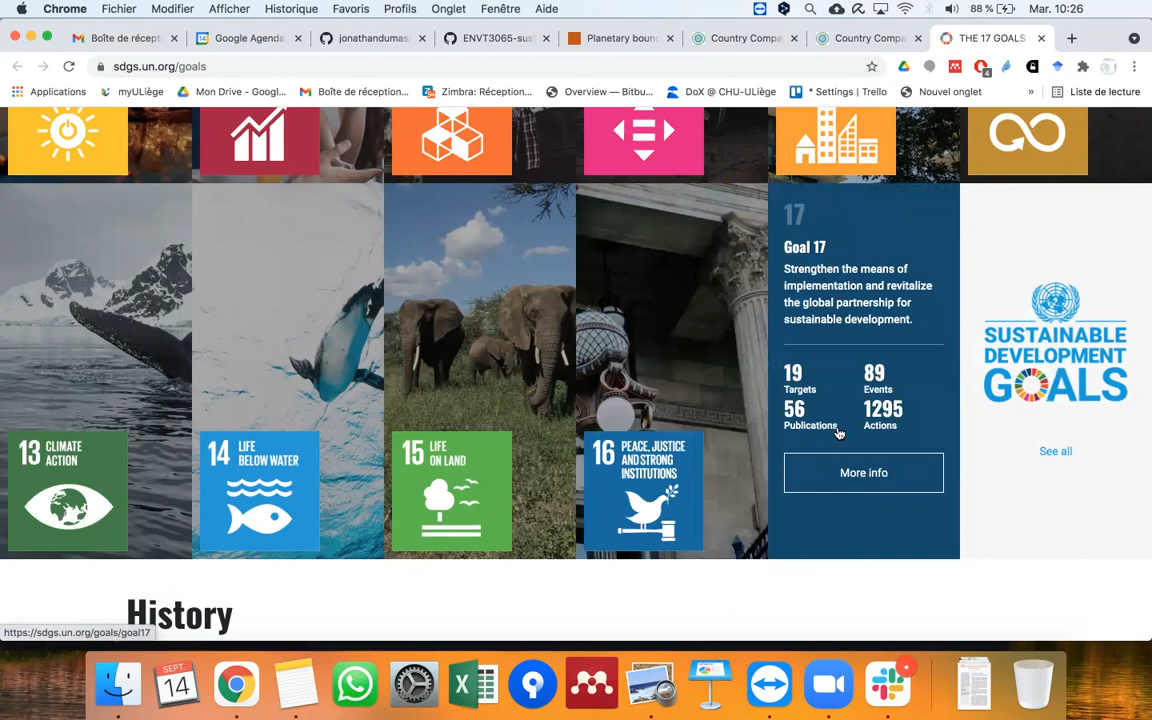 Chrome Fichier Modifier Afficher Historique Favoris Profils Onglet Fenêtre Aide 88 % Mar. 10:26
Boîte de récept Google Agenda jonathandumas/ ENVT3065-sus Planetary boun Country Compa Country Compa THE 17 GOALS
sdgs.un.org/goals 4
Applications myULiège Mon Drive - Googl... Boîte de réception... Zimbra: Réception... Overview — Bitbu... DoX @ CHU-ULiège * Settings | Trello Nouvel onglet » Liste de lecture
17
Goal 17
Strengthen the means of
implementation and revitalize
the global partnership for
sustainable development.
19 89
Targets Events
56 1295
Publications Actions
More info
SUSTAINABLE
DEVELOPMENT
GOALS
See all
13 CLIMATE
ACTION
14 LIFE
BELOW WATER
15 LIFE
ON LAND
16 PEACE, JUSTICE
AND STRONG
INSTITUTIONS
History
https://sdgs.un.org/goals/goal17
SEPT.
14